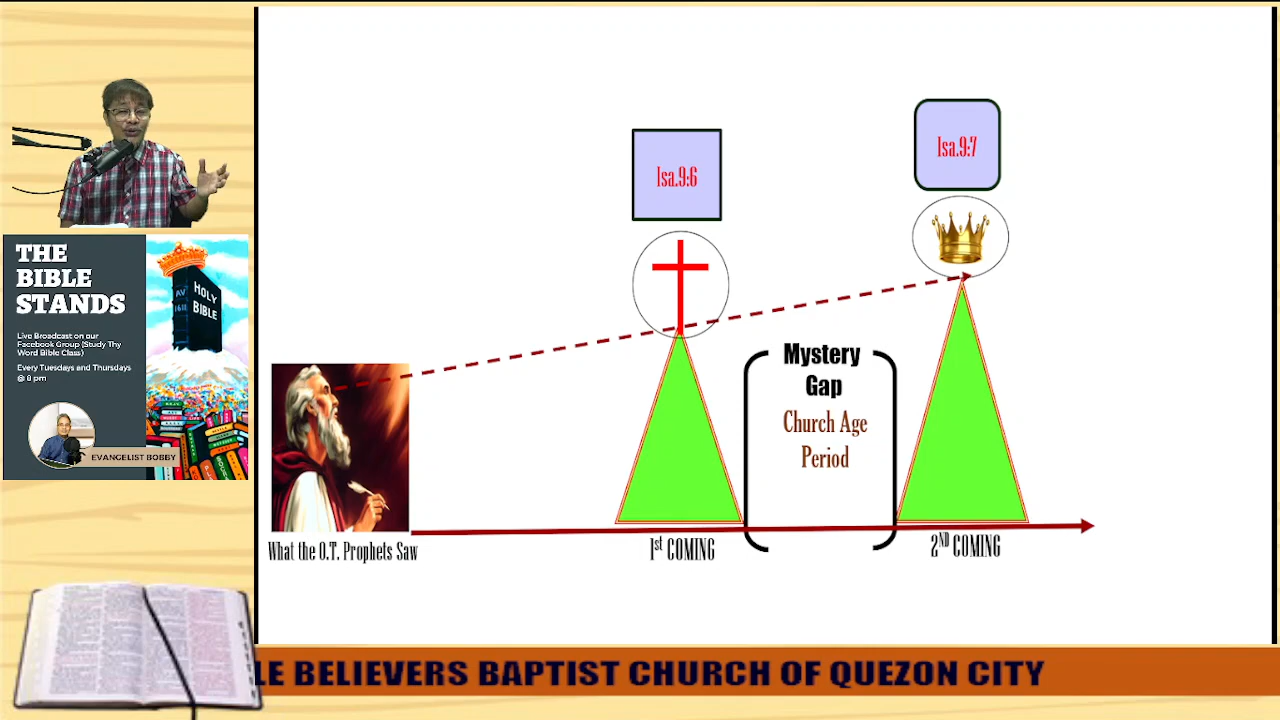 THE
BIBLE
STANDS
Live Broadcast on our
Facebook Group (Study Thy
Word Bible Class)
Every Tuesdays and Thursdays
@ 8 pm
EVANGELIST BOBBY
AV
1611
HOLY
BIBLE
Isa.9:6
Isa.9:7
Mystery
Gap
Church Age
Period
What the O.T. Prophets Saw
1st COMING
2ND COMING
LE BELIEVERS BAPTIST CHURCH OF QUEZON CITY